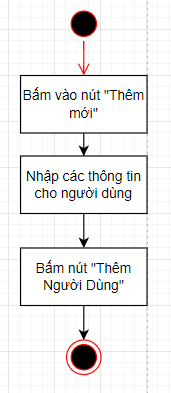 Bấm vào nút "Thêm
mới"
Nhập các thông tin
cho người dùng
Bấm nút "Thêm
Người Dùng"